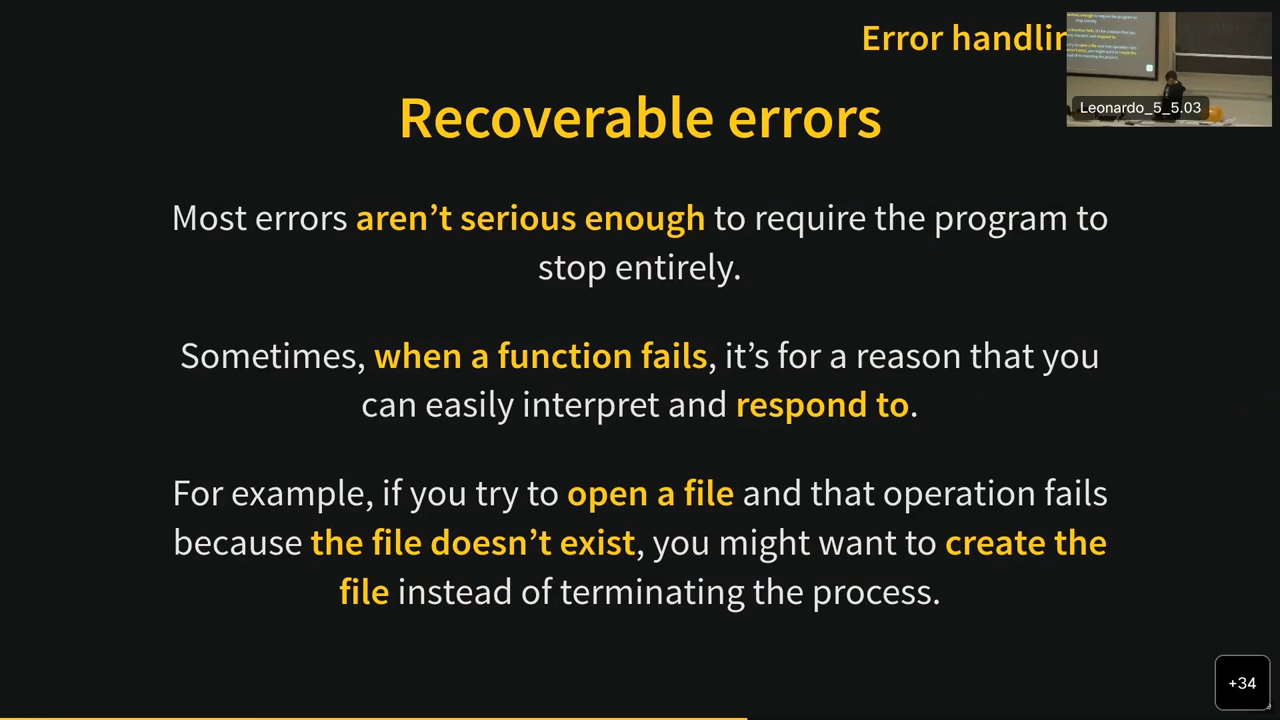 Error handlin
Leonardo_5_5.03
Recoverable errors
Most errors aren’t serious enough to require the program to
stop entirely.
Sometimes, when a function fails, it’s for a reason that you
can easily interpret and respond to.
For example, if you try to open a file and that operation fails
because the file doesn’t exist, you might want to create the
file instead of terminating the process.
+34